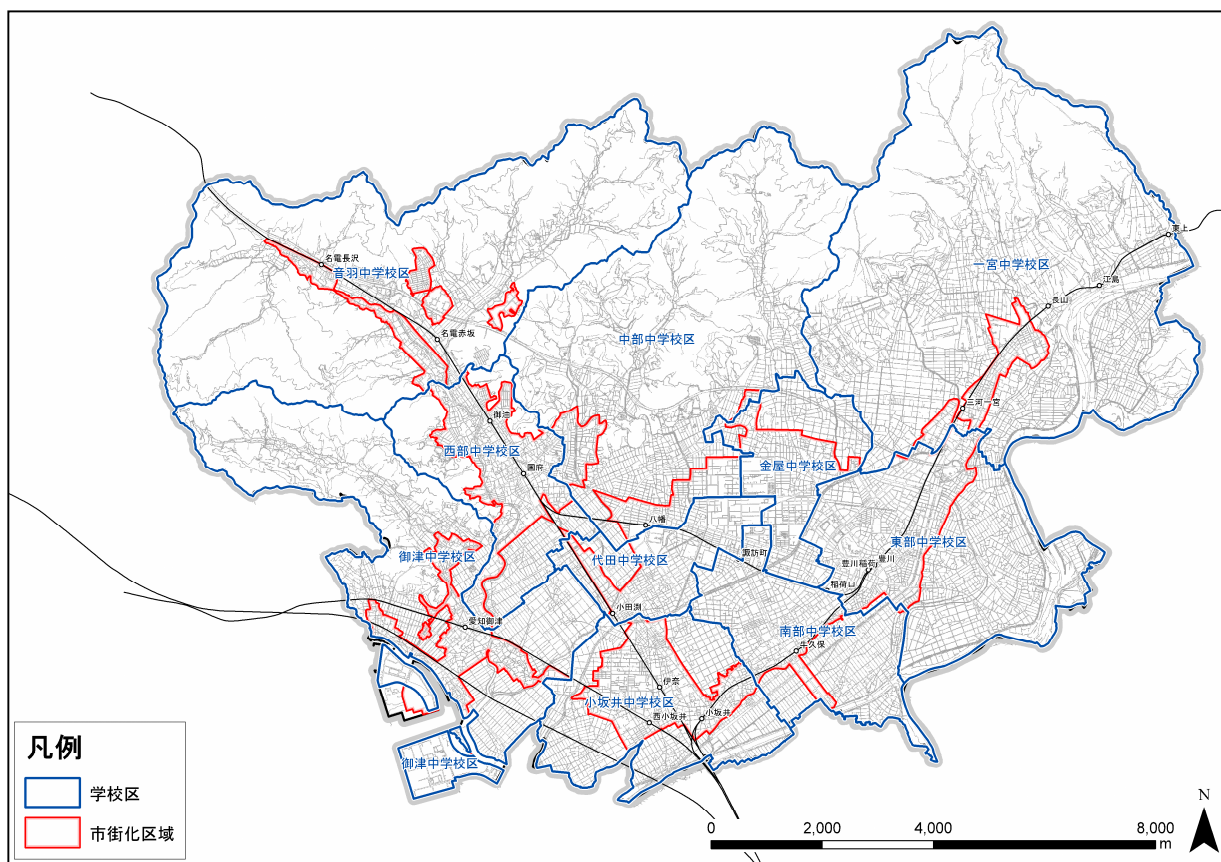 東上
一宮中学校区
名電長沢
音羽中学校区
江島
長山
名電赤坂
中部中学校区
三河一宮
御油
西部中学校区
国府
金屋中学校区
八幡
東部中学校区
御津中学校区
代田中学校区
諏訪町
豊川稲荷
豊川
稲荷口
小田渕
愛知御津
南部中学校区
牛久保
伊奈
小坂井中学校区
西小坂井
小坂井
凡例
御津中学校区
学校区
市街化区域
N
0
2,000
4,000
8,000
m